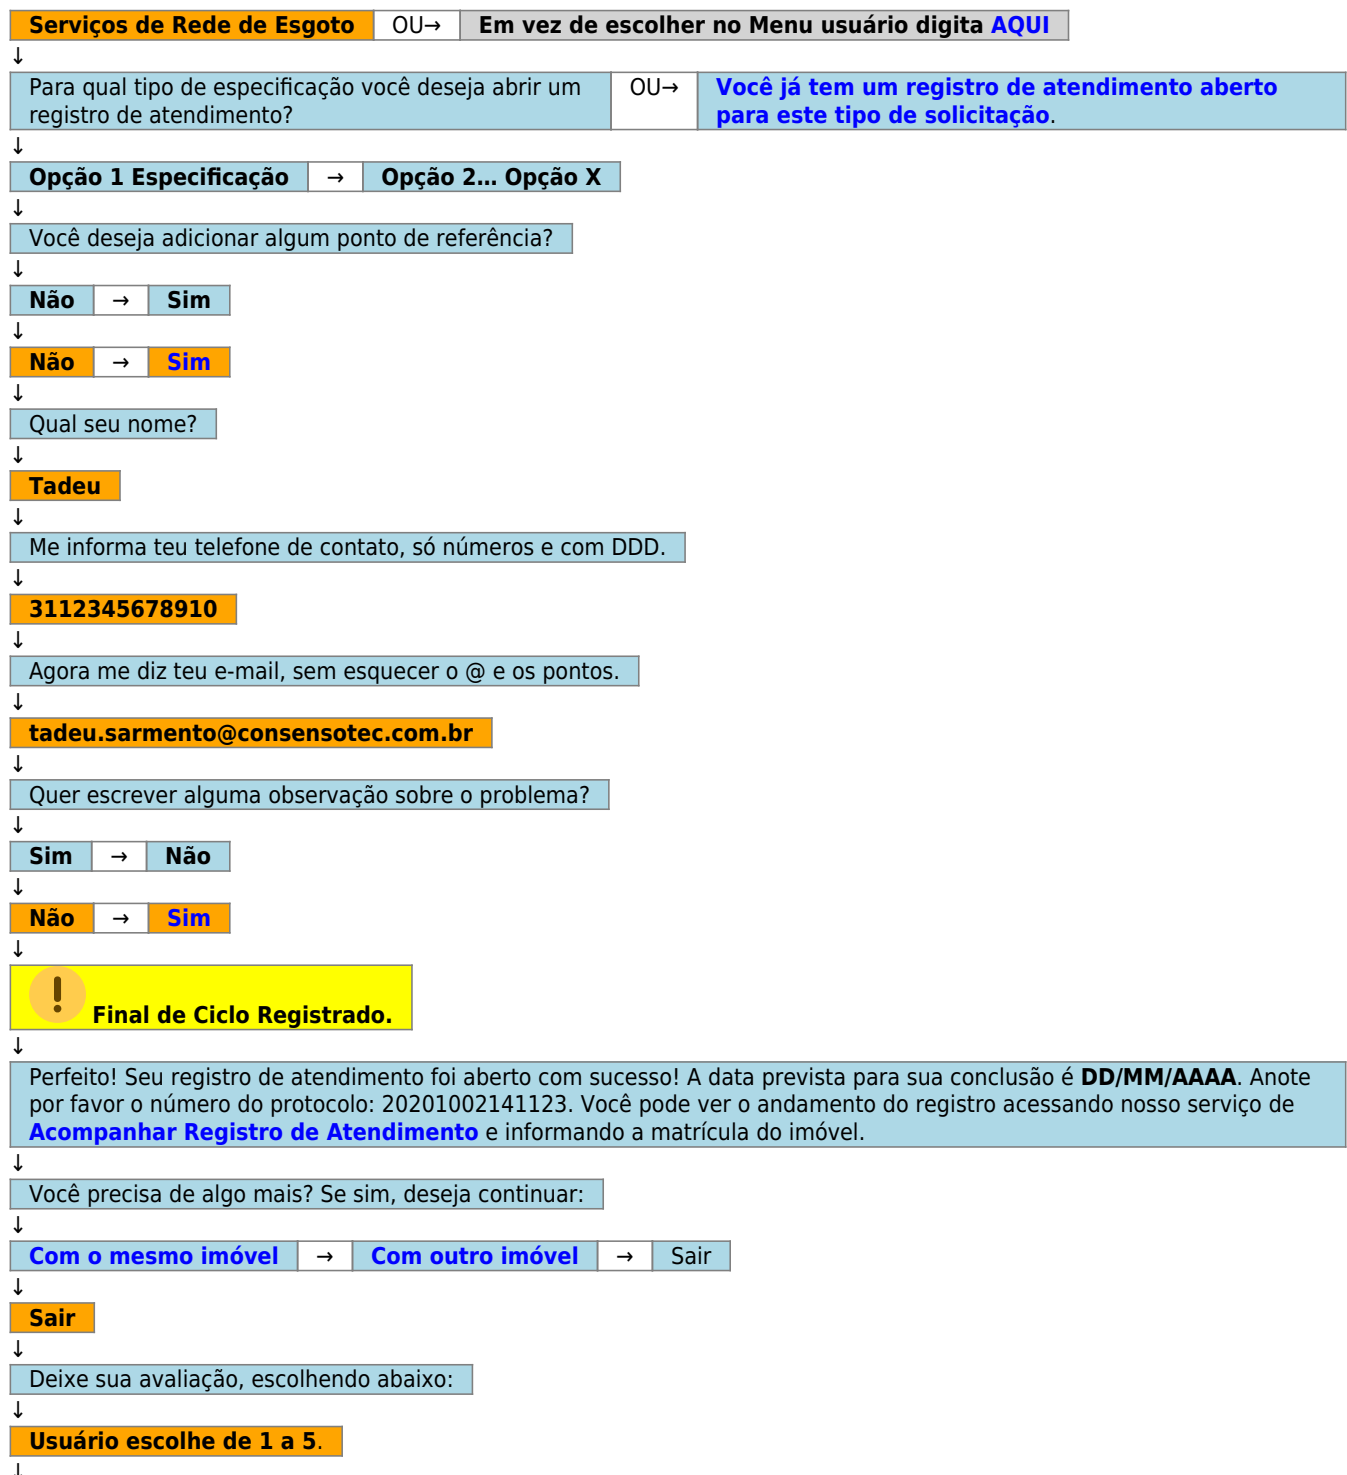 Serviços de Rede de Esgoto OU→ Em vez de escolher no Menu usuário digita AQUI
↓
Para qual tipo de especificação você deseja abrir um OU→ Você já tem um registro de atendimento aberto
registro de atendimento? para este tipo de solicitação.
↓
Opção 1 Especificação → Opção 2... Opção X
↓
Você deseja adicionar algum ponto de referência?
↓
Não → Sim
↓
Não → Sim
↓
Qual seu nome?
↓
Tadeu
↓
Me informa teu telefone de contato, só números e com DDD.
↓
3112345678910
↓
Agora me diz teu e-mail, sem esquecer o @ e os pontos.
↓
tadeu.sarmento@consensotec.com.br
↓
Quer escrever alguma observação sobre o problema?
↓
Sim → Não
↓
Não → Sim
↓
! Final de Ciclo Registrado.
↓
Perfeito! Seu registro de atendimento foi aberto com sucesso! A data prevista para sua conclusão é DD/MM/AAAA. Anote
por favor o número do protocolo: 20201002141123. Você pode ver o andamento do registro acessando nosso serviço de
Acompanhar Registro de Atendimento e informando a matrícula do imóvel.
↓
Você precisa de algo mais? Se sim, deseja continuar:
↓
Com o mesmo imóvel → Com outro imóvel → Sair
↓
Sair
↓
Deixe sua avaliação, escolhendo abaixo:
↓
Usuário escolhe de 1 a 5.
↓